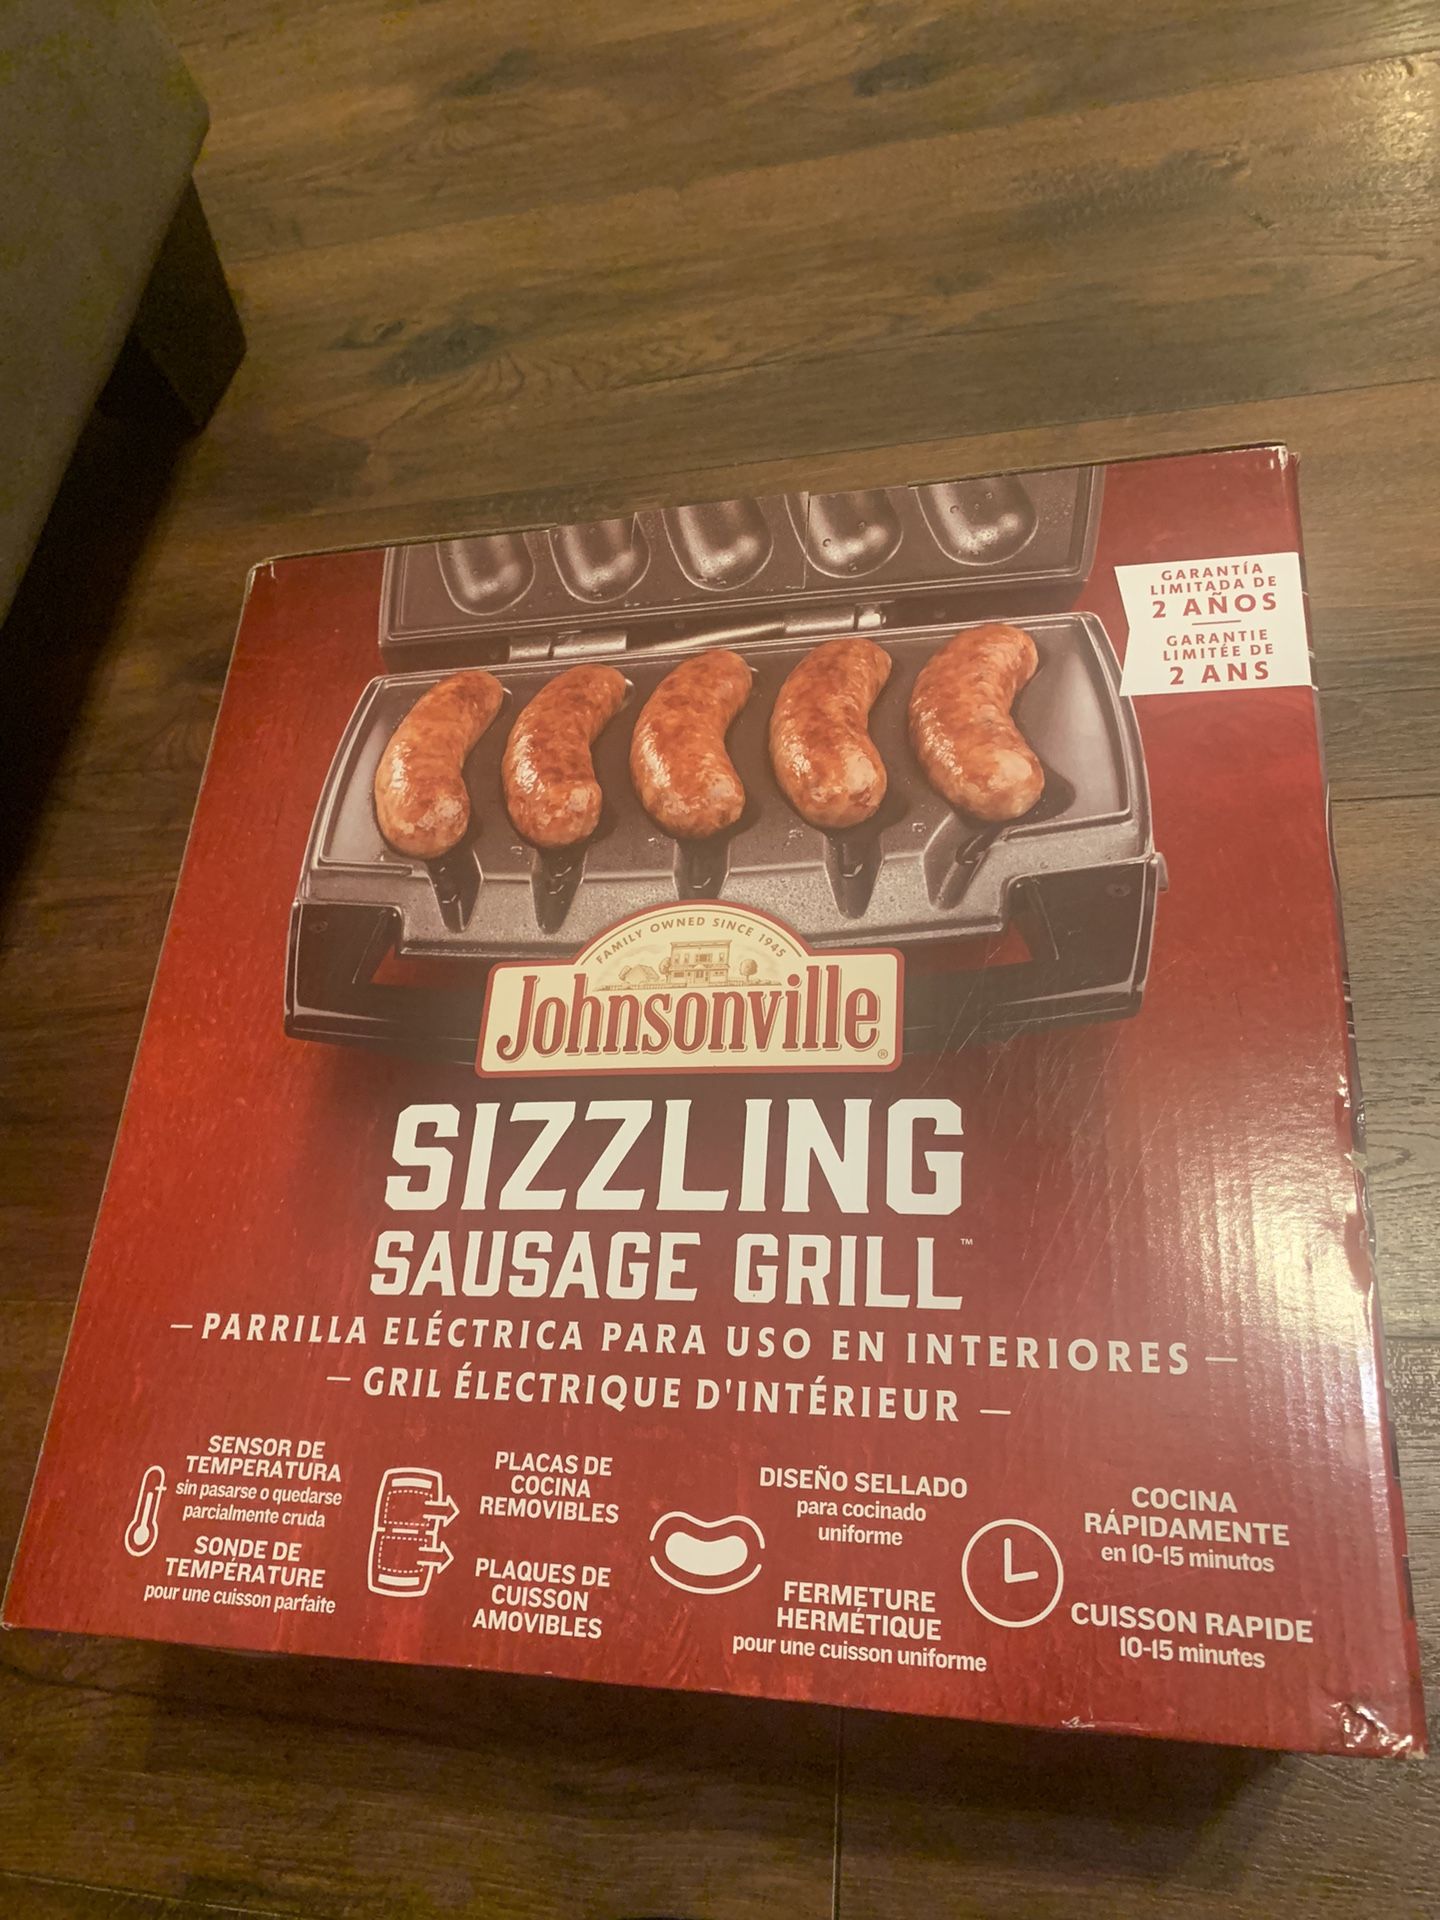 GARANTÍA
LIMITADA DE
2 AÑOS
GARANTIE
LIMITÉE DE
2 ANS
FAMILY OWNED SINCE 1945
Johnsonville®
SIZZLING
SAUSAGE GRILL™
— PARRILLA ELÉCTRICA PARA USO EN INTERIORES —
— GRIL ÉLECTRIQUE D'INTÉRIEUR —
SENSOR DE
TEMPERATURA
sin pasarse o quedarse
parcialmente cruda
SONDE DE
TEMPÉRATURE
pour une cuisson parfaite
PLACAS DE
COCINA
REMOVIBLES
PLAQUES DE
CUISSON
AMOVIBLES
DISEÑO SELLADO
para cocinado
uniforme
FERMETURE
HERMÉTIQUE
pour une cuisson uniforme
COCINA
RÁPIDAMENTE
en 10-15 minutos
CUISSON RAPIDE
10-15 minutes